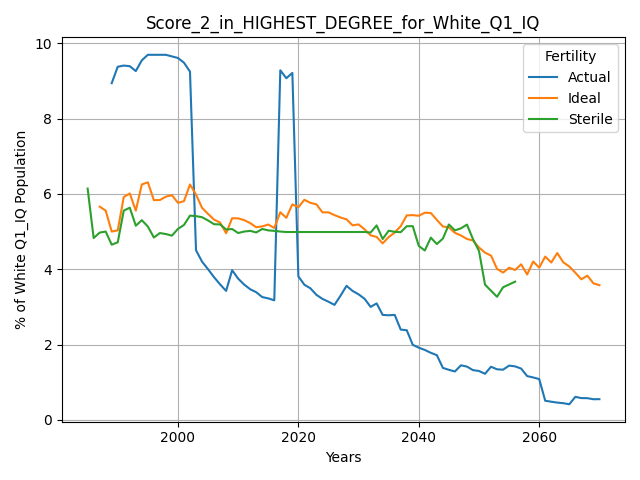 Score_2_in_HIGHEST_DEGREE_for_White_Q1_IQ
Fertility
Actual
Ideal
Sterile
% of White Q1_IQ Population
10
8
6
4
2
0
2000
2020
2040
2060
Years